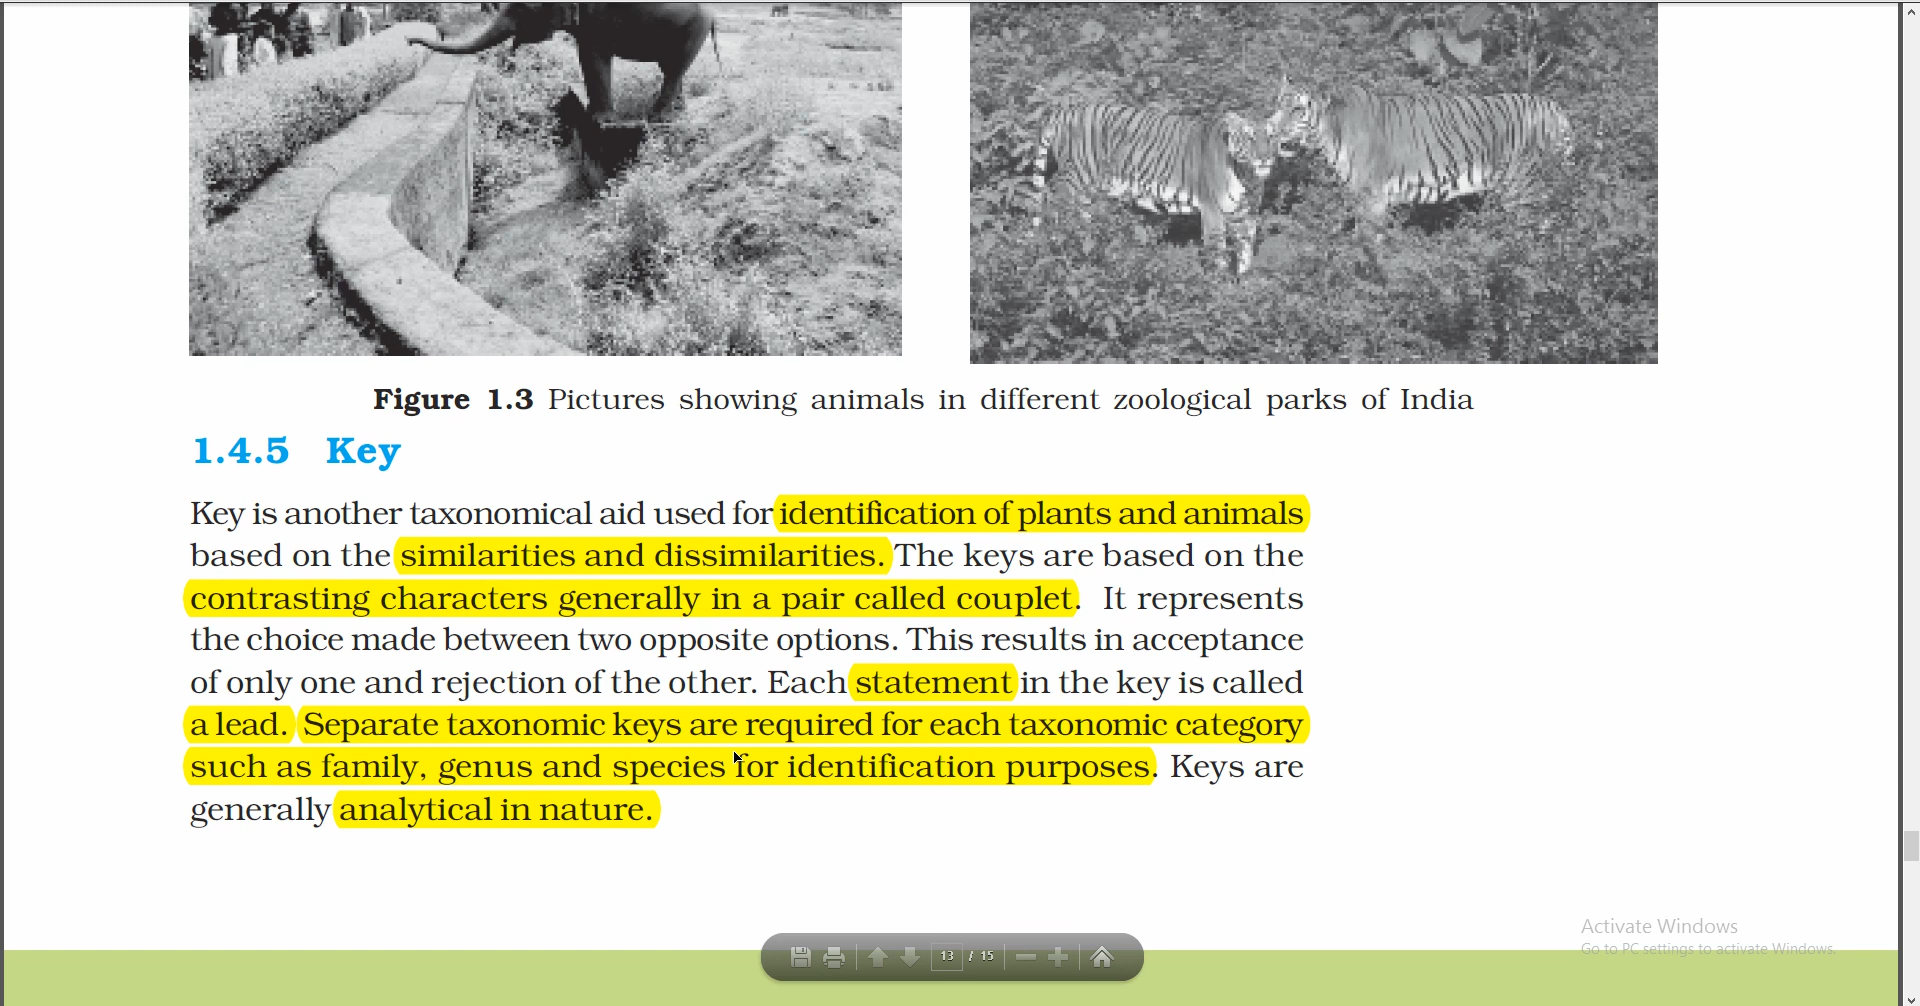 Figure 1.3 Pictures showing animals in different zoological parks of India
1.4.5 Key
Key is another taxonomical aid used for identification of plants and animals
based on the similarities and dissimilarities. The keys are based on the
contrasting characters generally in a pair called couplet. It represents
the choice made between two opposite options. This results in acceptance
of only one and rejection of the other. Each statement in the key is called
a lead. Separate taxonomic keys are required for each taxonomic category
such as family, genus and species for identification purposes. Keys are
generally analytical in nature.
Activate Windows
Go to PC settings to activate Windows.
13 / 15